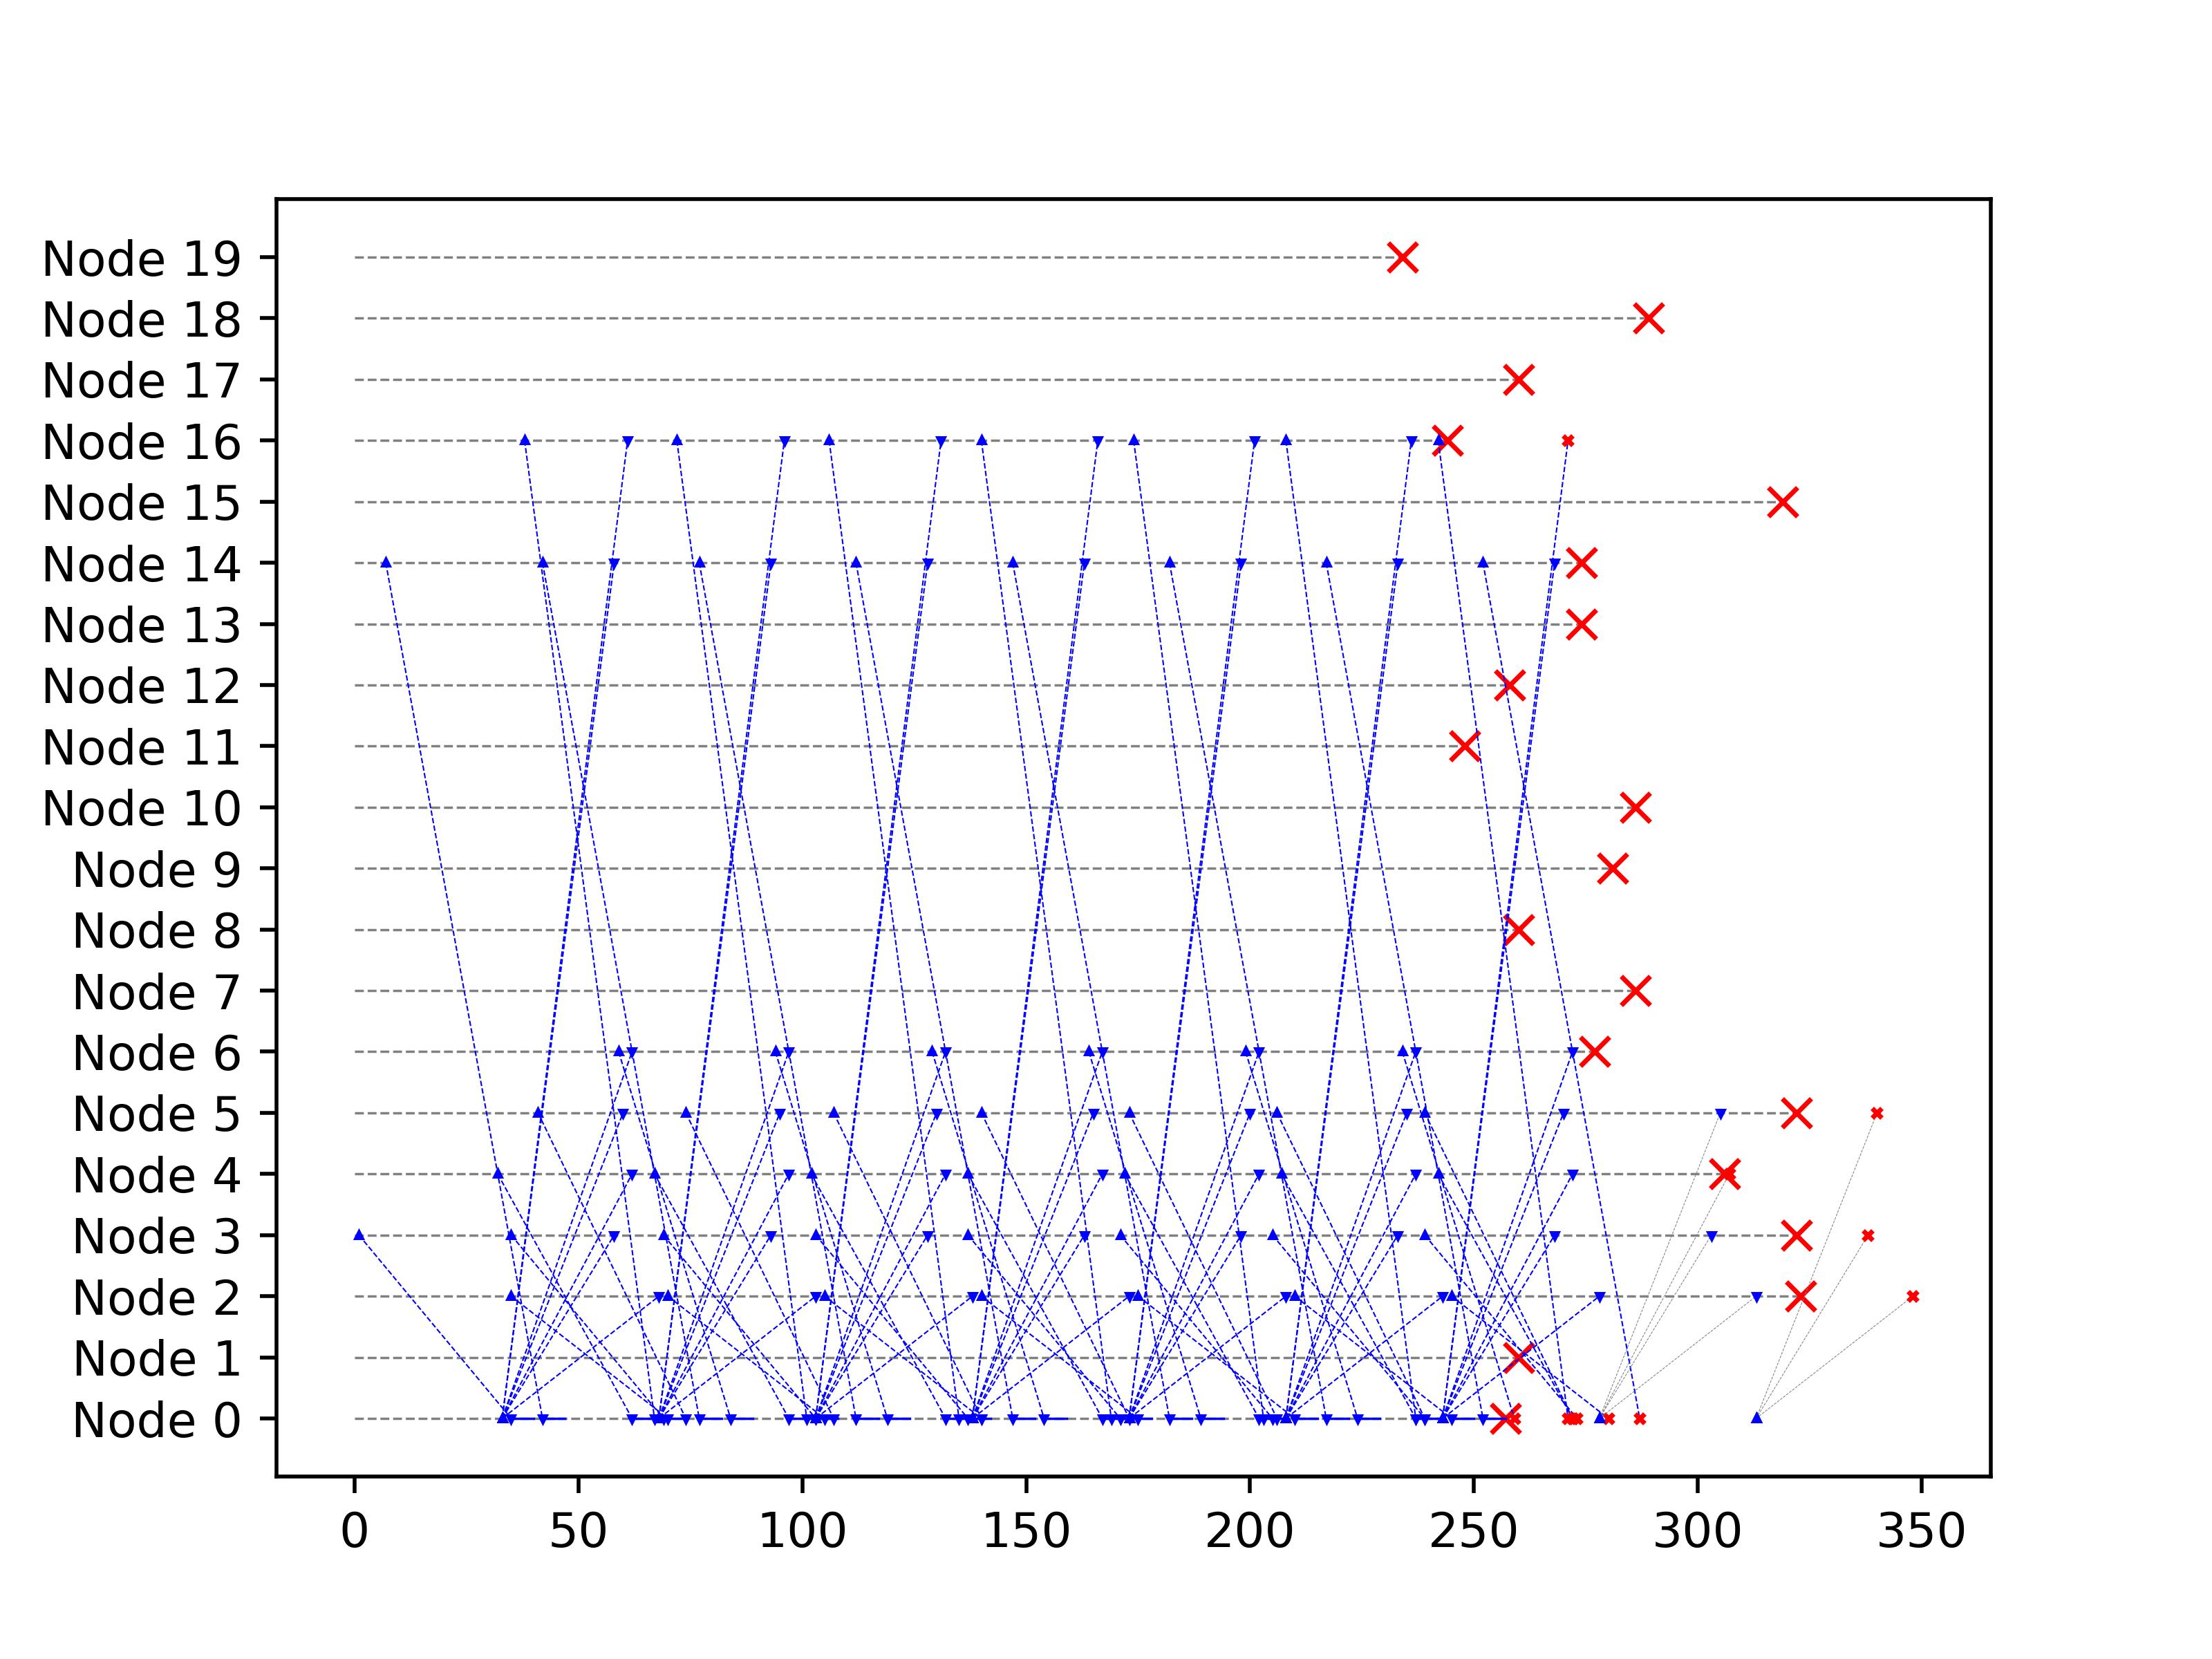 Node 19
Node 18
Node 17
Node 16
Node 15
Node 14
Node 13
Node 12
Node 11
Node 10
Node 9
Node 8
Node 7
Node 6
Node 5
Node 4
Node 3
Node 2
Node 1
Node 0
0 50 100 150 200 250 300 350